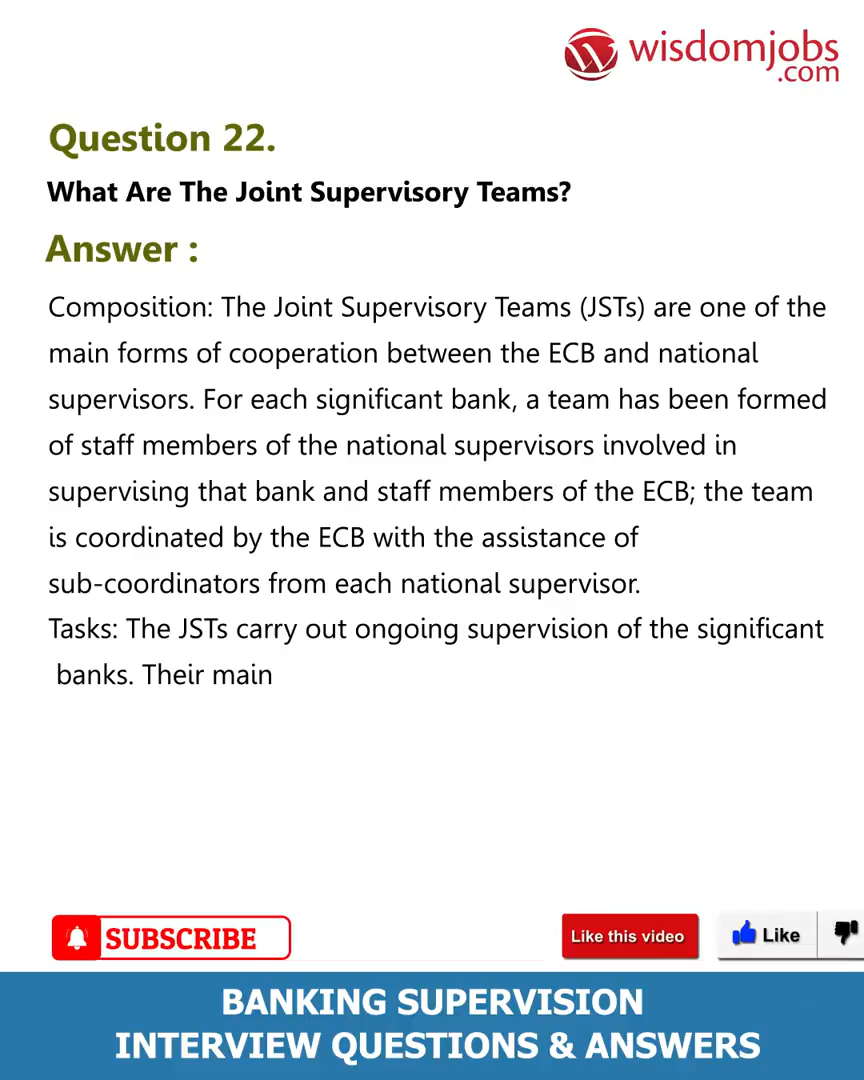 wisdomjobs
.com
Question 22.
What Are The Joint Supervisory Teams?
Answer :
Composition: The Joint Supervisory Teams (JSTs) are one of the
main forms of cooperation between the ECB and national
supervisors. For each significant bank, a team has been formed
of staff members of the national supervisors involved in
supervising that bank and staff members of the ECB; the team
is coordinated by the ECB with the assistance of
sub-coordinators from each national supervisor.
Tasks: The JSTs carry out ongoing supervision of the significant
banks. Their main
SUBSCRIBE
Like this video
Like
BANKING SUPERVISION
INTERVIEW QUESTIONS & ANSWERS